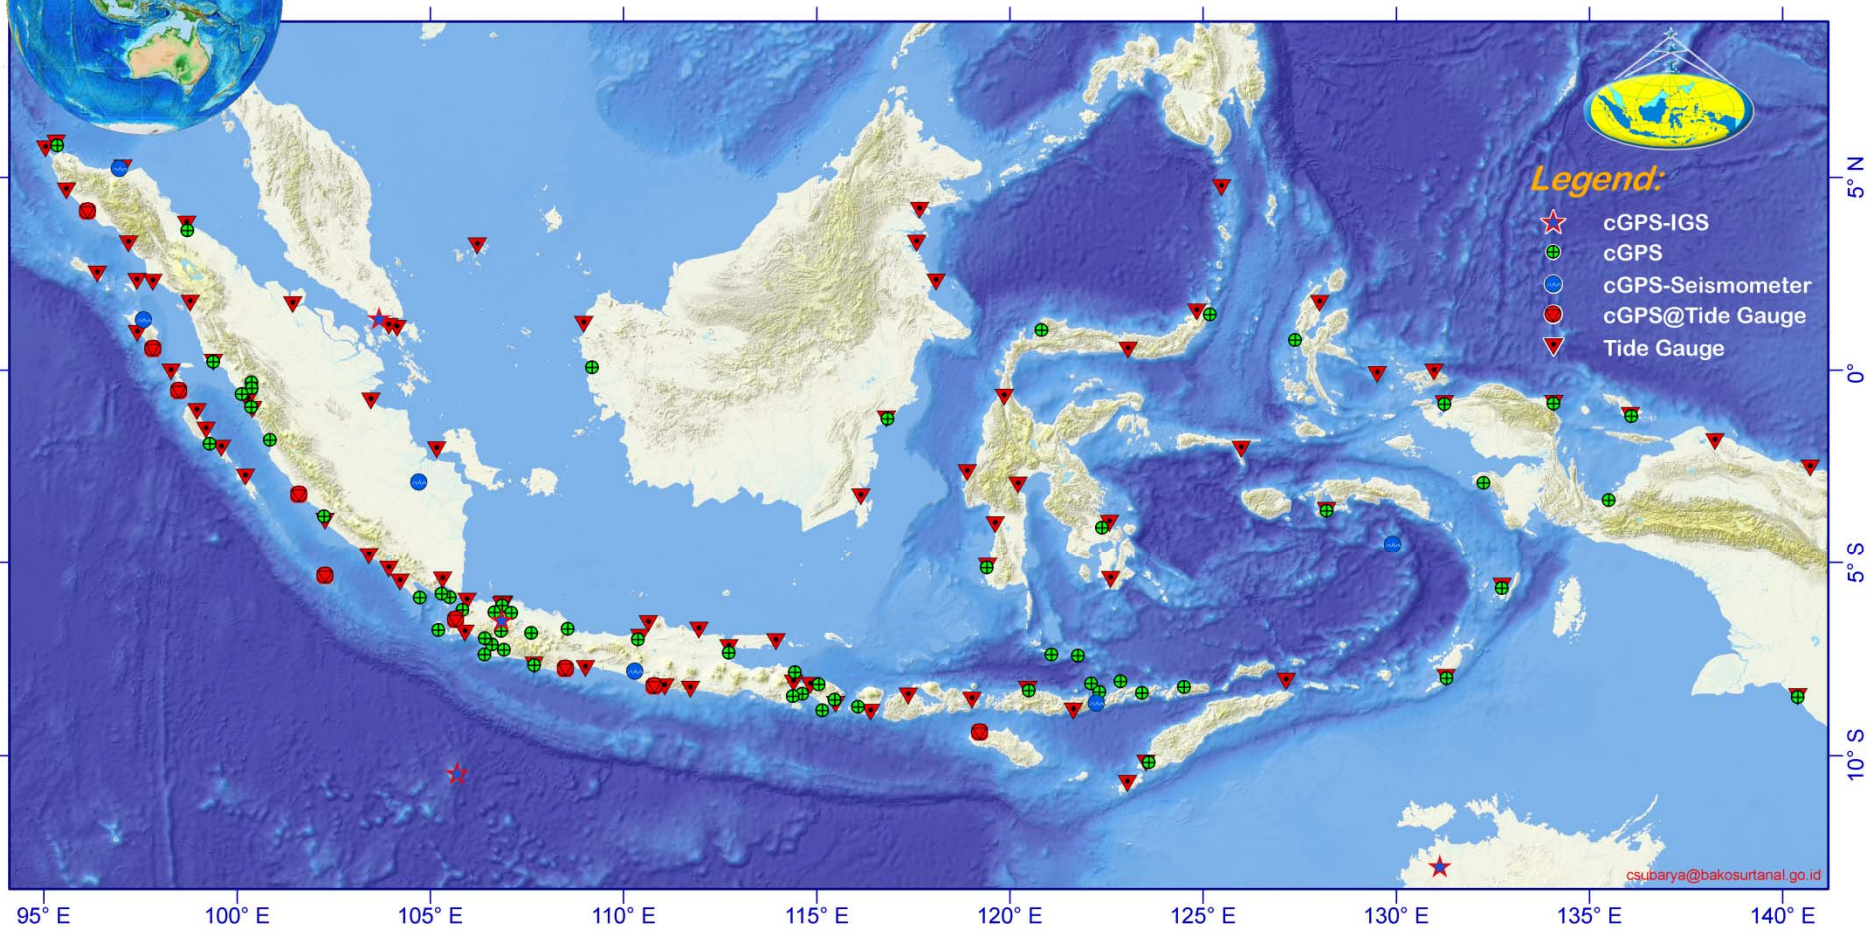 Legend:
cGPS-IGS
cGPS
cGPS-Seismometer
cGPS@Tide Gauge
Tide Gauge
5° N
0°
5° S
10° S
csubarya@bakosurtanal.go.id
95° E 100° E 105° E 110° E 115° E 120° E 125° E 130° E 135° E 140° E